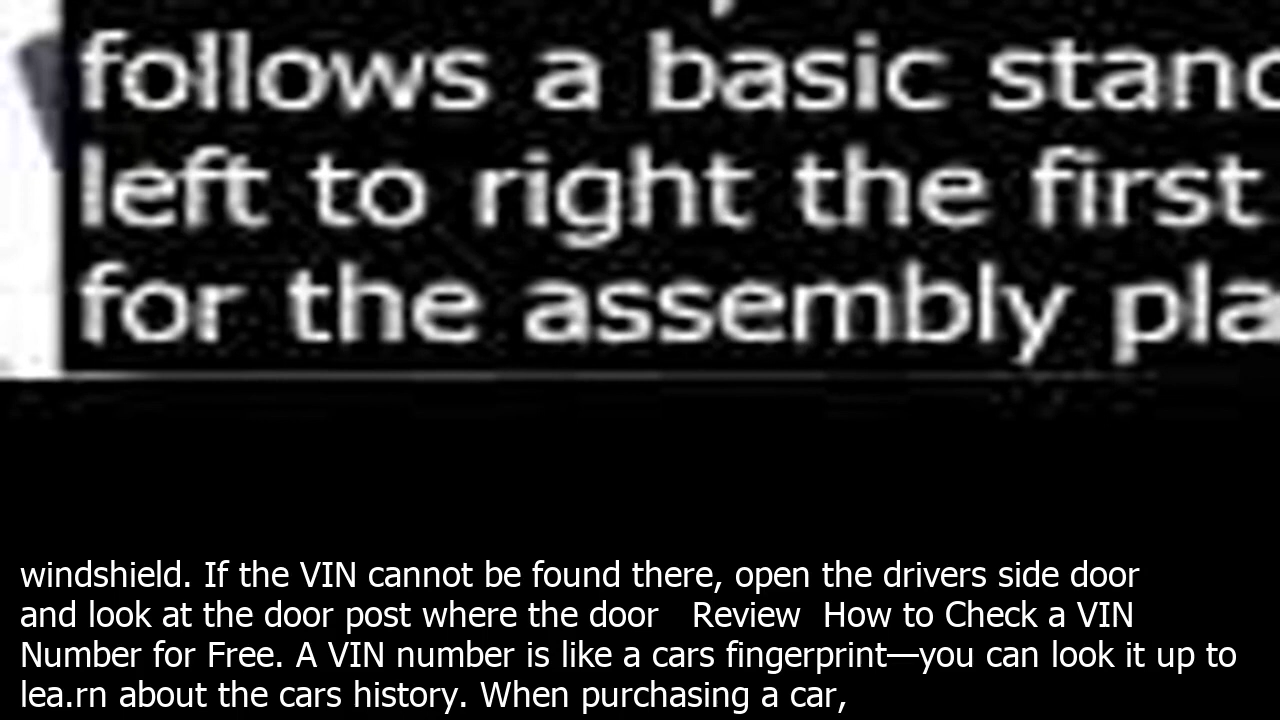 follows a basic
left to right the first
for the assembly
windshield. If the VIN cannot be found there, open the drivers side door
and look at the door post where the door   Review  How to Check a VIN
Number for Free. A VIN number is like a cars fingerprint—you can look it up to
lea.rn about the cars history. When purchasing a car,